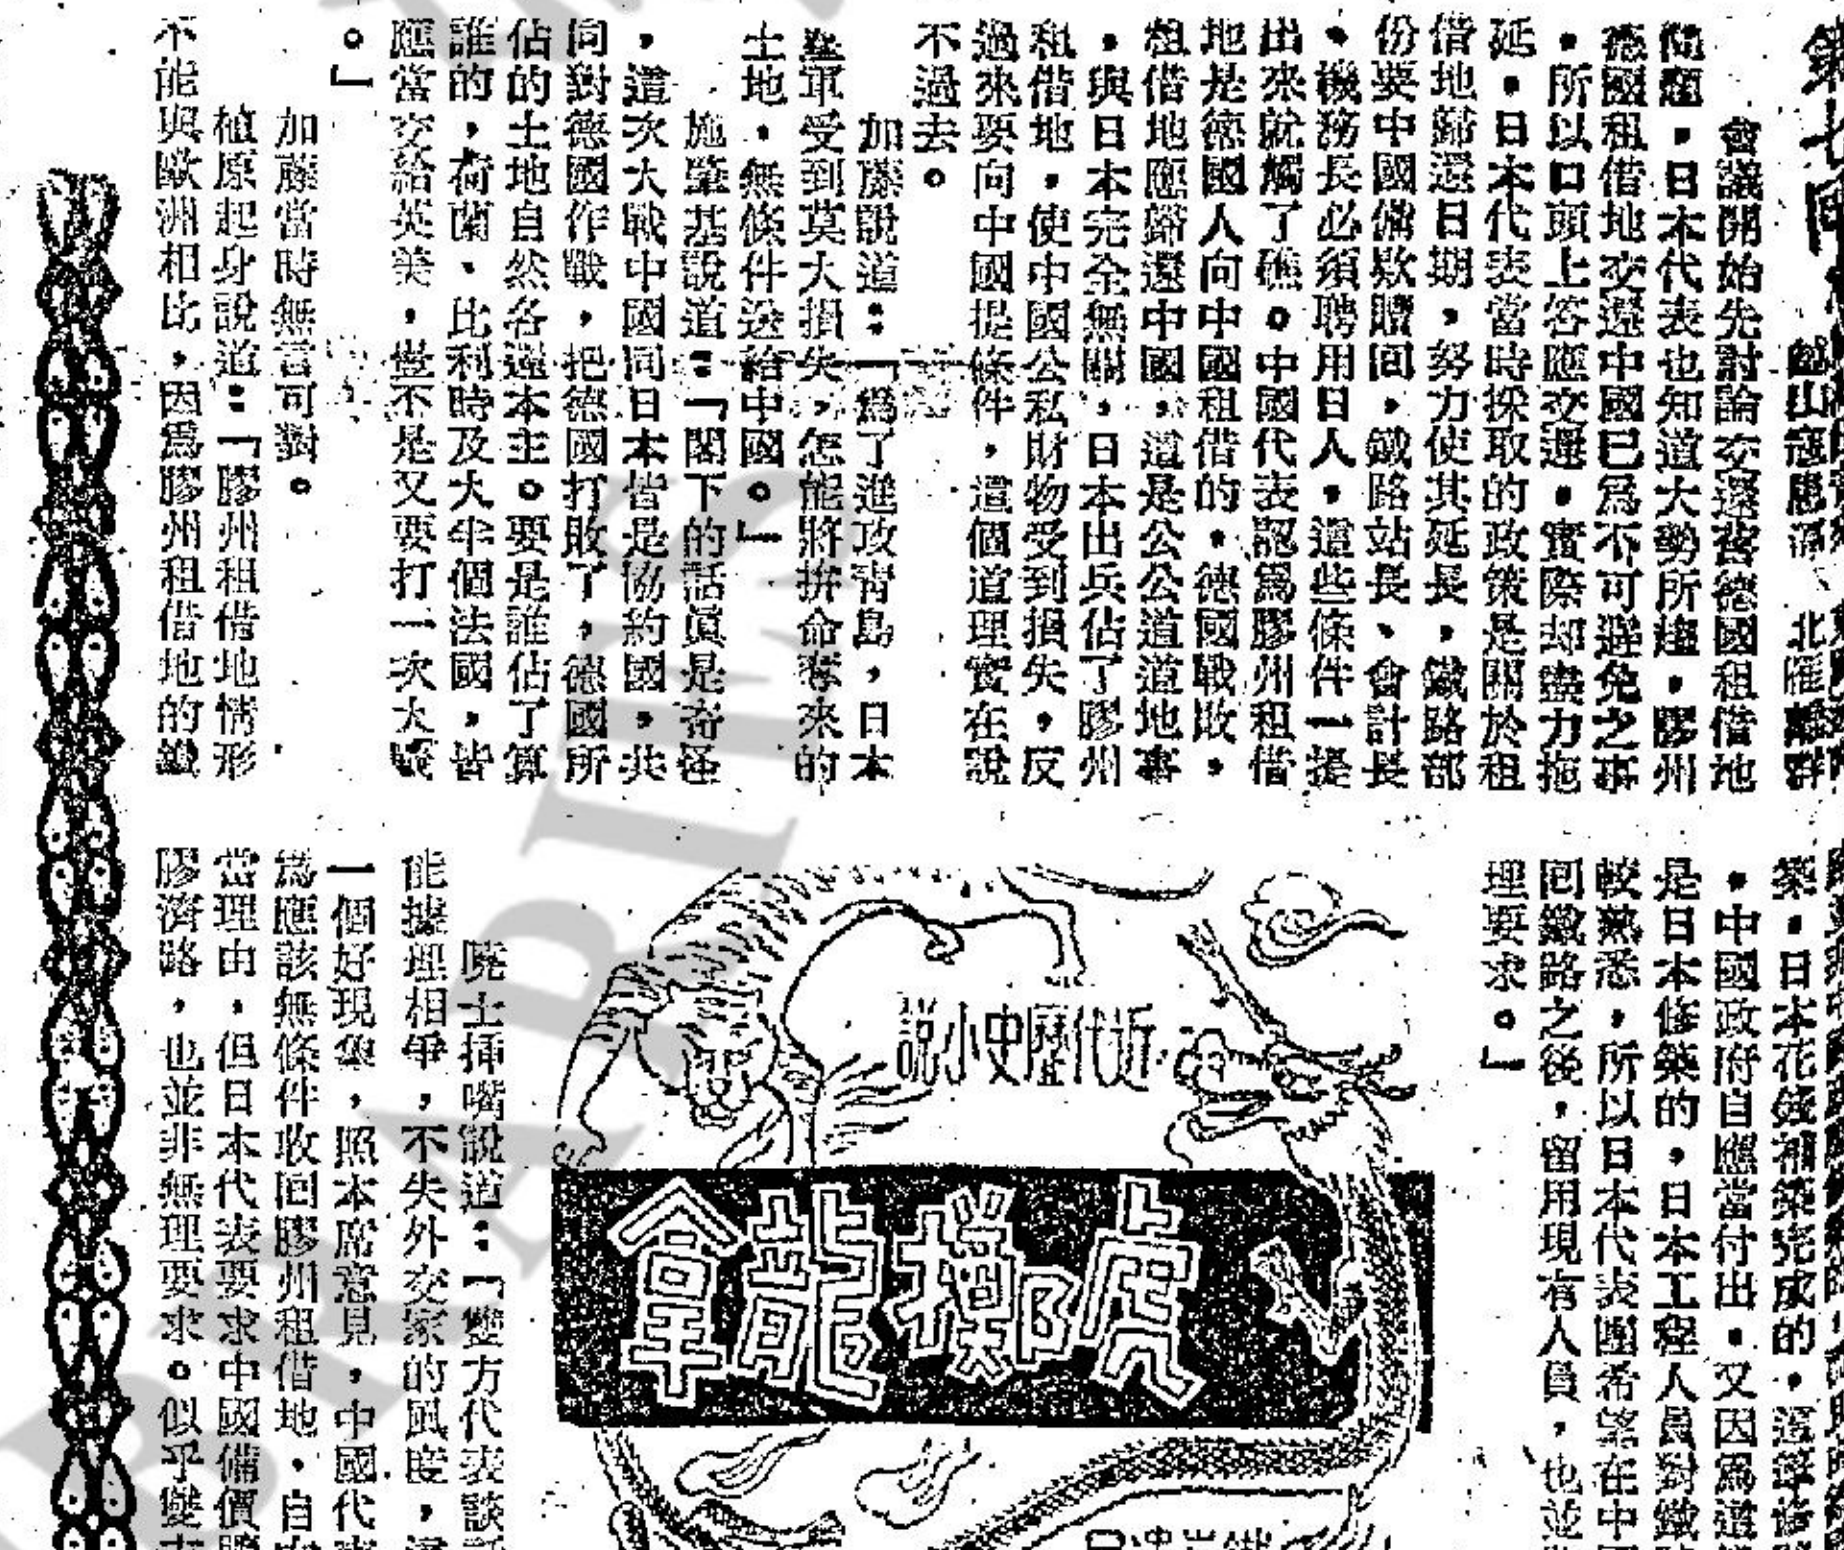 會議開始先討論交還舊德國租借地
問題，日本代表也知道大勢所趨，膠州
德國租借地交還中國已爲不可避免之事
，所以口頭上答應交還，實際却盡力拖
延，日本代表當時採取的政策是關於租
借地歸還日期，努力使其延長，鐵路部
份要中國備欵贖回，鐵路站長、會計長
、機務長必須聘用日人，這些條件一提
出來就觸了礁。中國代表認爲膠州租借
地是德國人向中國租借的，德國戰敗，
租借地應歸還中國，這是公公道道地事
，與日本完全無關，日本出兵佔了膠州
租借地，使中國公私財物受到損失，反
過來要向中國提條件，這個道理實在說
不過去。
加藤說道：「爲了進攻青島，日本
陸軍受到莫大損失，怎能將拚命奪來的
土地，無條件送給中國。」
施肇基說道：「閣下的話眞是奇怪
，這次大戰中國同日本皆是協約國，共
同對德國作戰，把德國打敗了，德國所
佔的土地自然各還本主。要是誰佔了算
誰的，荷蘭、比利時及大半個法國，皆
應當交給英美，豈不是又要打一次大戰
。」
加藤當時無言可對。
植原起身說道：「膠州租借地情形
不能與歐洲相比，因爲膠州租借地的鐵
築，日本花錢補築完成的，這筆修
，中國政府自應當付出。又因爲這
是日本修築的，日本工程人員對鐵
較熟悉，所以日本代表團希望在中
回鐵路之後，留用現有人員，也並
理要求。」
近代歷史小說
虎擲龍拿
曉士插嘴說道：「雙方代表談
能據理相爭，不失外交家的風度，
一個好現象，照本席意見，中國代
爲應該無條件收回膠州租借地，自
當理由，但日本代表要求中國備價
膠濟路，也並非無理要求。似乎雙